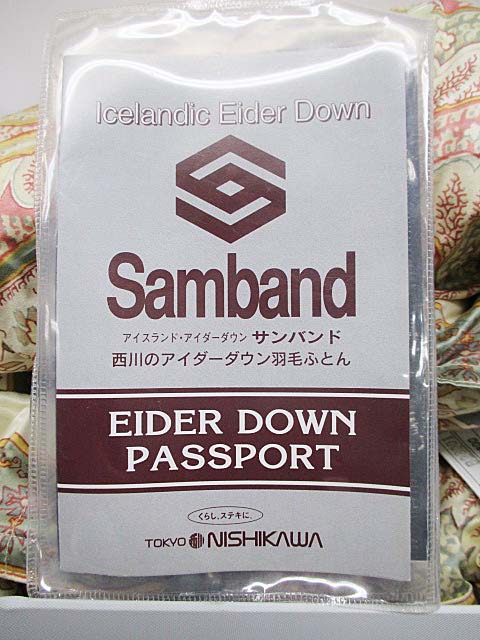 Icelandic Eider Down
Samband
アイスランド・アイダーダウン サンバンド
西川のアイダーダウン羽毛ふとん
EIDER DOWN
PASSPORT
くらし、ステキに。
TOKYO NISHIKAWA